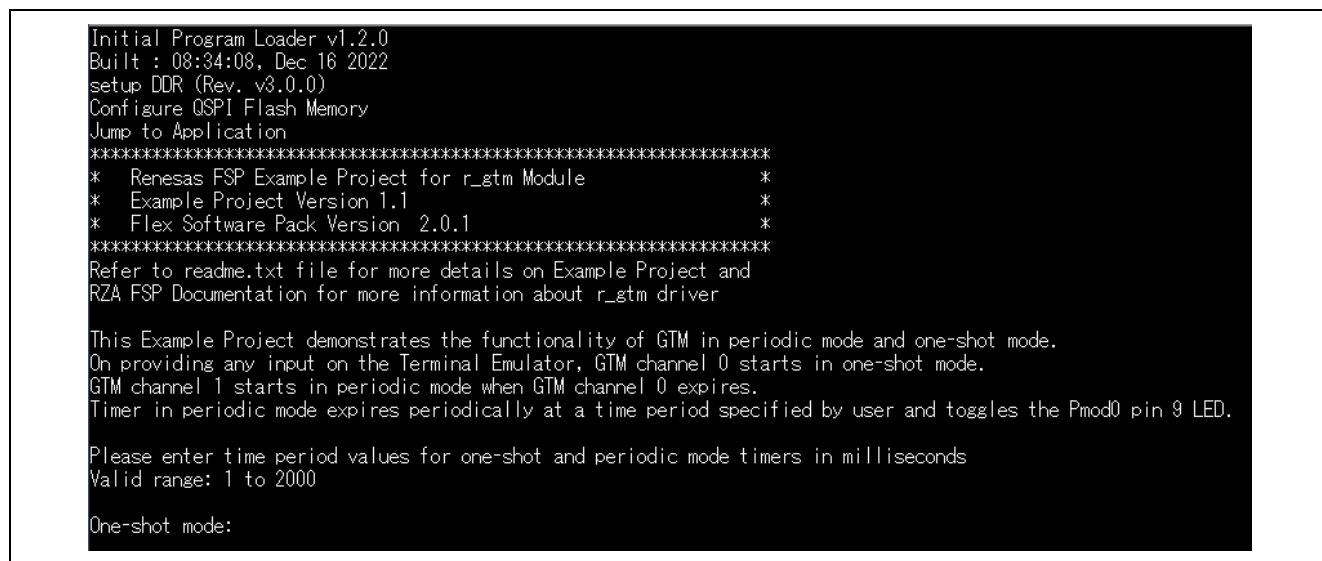 Initial Program Loader v1.2.0
Built : 08:34:08, Dec 16 2022
setup DDR (Rev. v3.0.0)
Configure QSPI Flash Memory
Jump to Application
******************************************************************
*   Renesas FSP Example Project for r_gtm Module                 *
*   Example Project Version 1.1                                  *
*   Flex Software Pack Version  2.0.1                            *
******************************************************************
Refer to readme.txt file for more details on Example Project and
RZA FSP Documentation for more information about r_gtm driver

This Example Project demonstrates the functionality of GTM in periodic mode and one-shot mode.
On providing any input on the Terminal Emulator, GTM channel 0 starts in one-shot mode.
GTM channel 1 starts in periodic mode when GTM channel 0 expires.
Timer in periodic mode expires periodically at a time period specified by user and toggles the Pmod0 pin 9 LED.

Please enter time period values for one-shot and periodic mode timers in milliseconds
Valid range: 1 to 2000

One-shot mode: